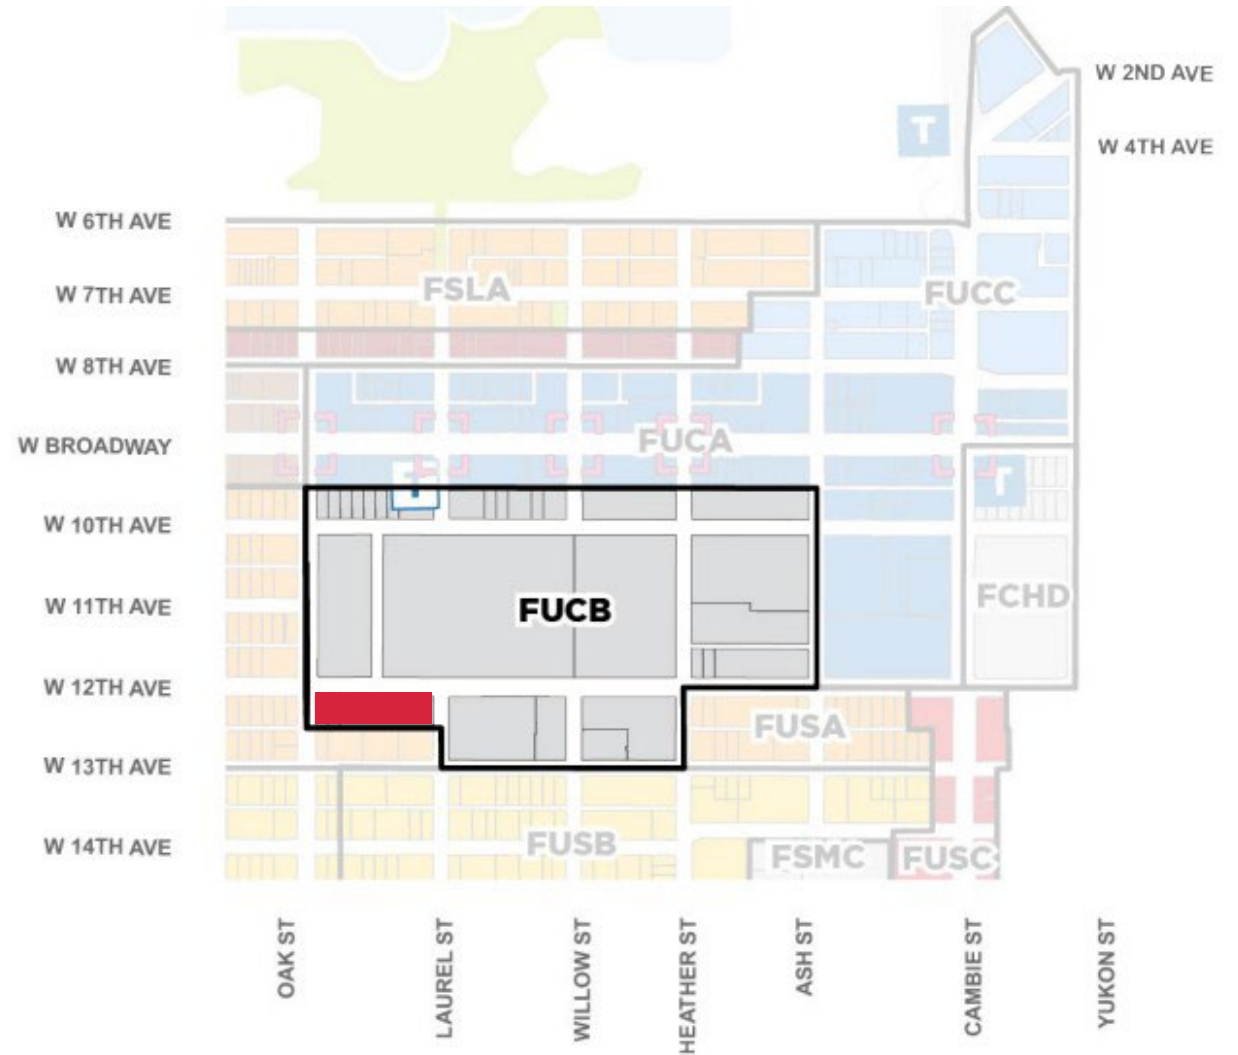 W 2ND AVE
T
W 4TH AVE
W 6TH AVE
FSLA
W 7TH AVE
FUCC
W 8TH AVE
W BROADWAY
FUCA
T
T
W 10TH AVE
FCHD
W 11TH AVE
FUCB
W 12TH AVE
FUSA
W 13TH AVE
FUSB
W 14TH AVE
FSMC
FUSC
OAK ST
LAUREL ST
WILLOW ST
HEATHER ST
ASH ST
CAMBIE ST
YUKON ST